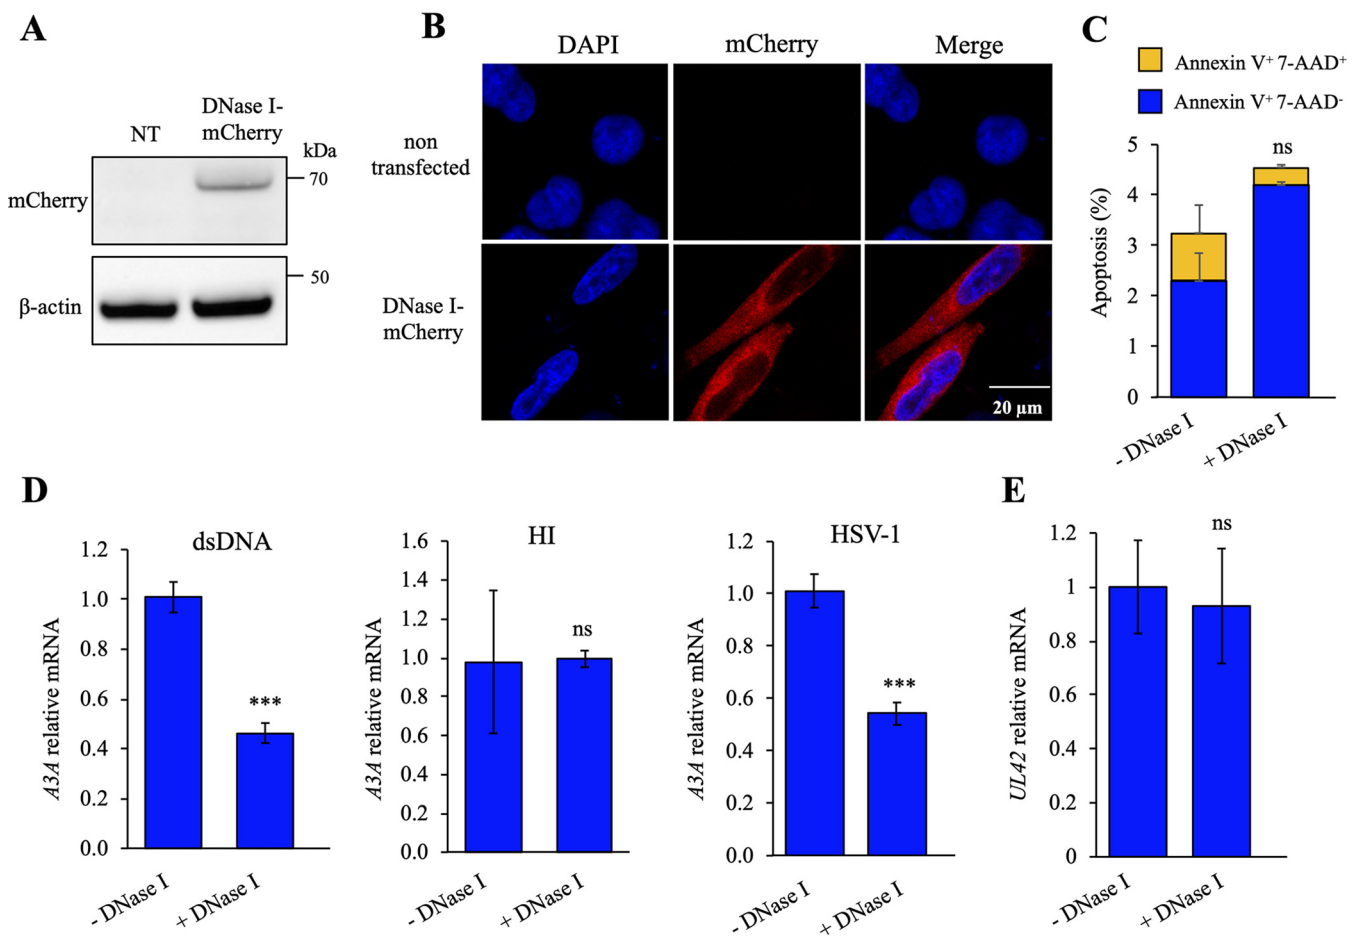 A
NT
DNase I-
mCherry
kDa
70
mCherry
50
β-actin
B
DAPI
mCherry
Merge
non
transfected
DNase I-
mCherry
20 µm
C
Annexin V⁺ 7-AAD⁺
Annexin V⁺ 7-AAD⁻
ns
5
4
3
2
1
0
Apoptosis (%)
- DNase I
+ DNase I
D
dsDNA
1.2
1.0
0.8
0.6
0.4
0.2
0.0
A3A relative mRNA
***
- DNase I
+ DNase I
HI
1.6
1.4
1.2
1.0
0.8
0.6
0.4
0.2
0.0
A3A relative mRNA
ns
- DNase I
+ DNase I
HSV-1
1.2
1.0
0.8
0.6
0.4
0.2
0.0
A3A relative mRNA
***
- DNase I
+ DNase I
E
1.2
1
0.8
0.6
0.4
0.2
0
UL42 relative mRNA
ns
- DNase I
+ DNase I